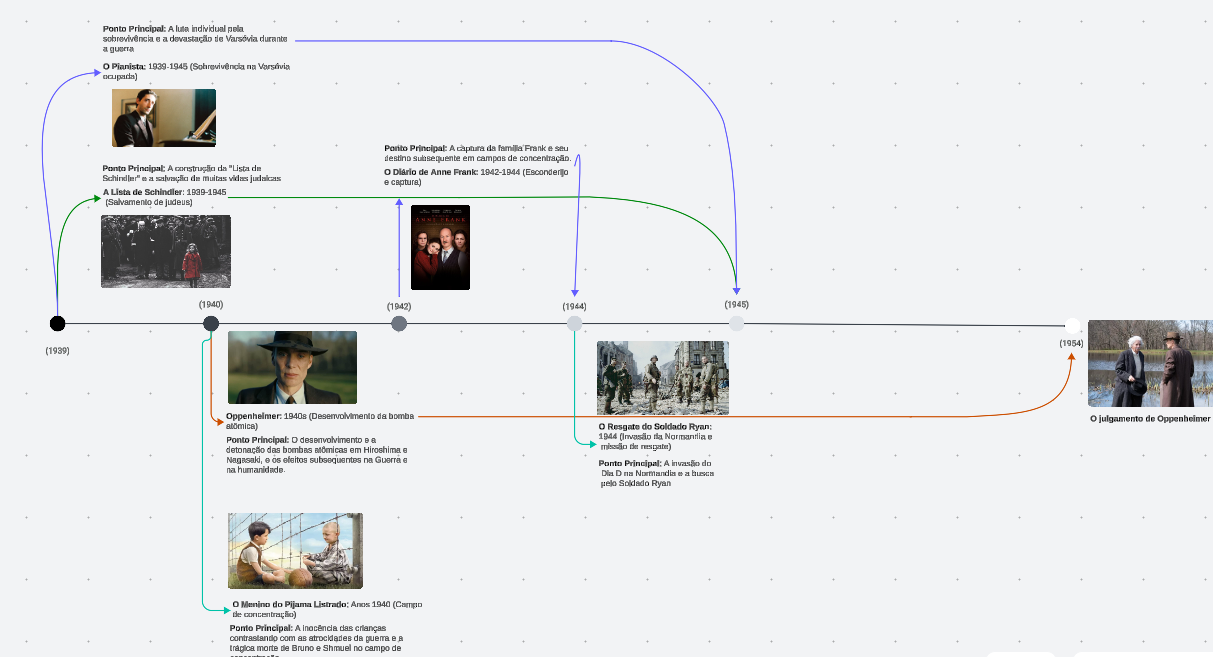 Ponto Principal: A luta individual pela
sobrevivência e a devastação de Varsóvia durante
a guerra
O Pianista: 1939-1945 (Sobrevivência na Varsóvia
ocupada)
Ponto Principal: A construção da "Lista de
Schindler" e a salvação de muitas vidas judaicas
A Lista de Schindler: 1939-1945
(Salvamento de judeus)
Ponto Principal: A captura da família Frank e seu
destino subsequente em campos de concentração.
O Diário de Anne Frank: 1942-1944 (Esconderijo
e captura)
ANNE FRANK
(1940)
(1942)
(1944)
(1945)
(1939)
(1954)
Oppenheimer: 1940s (Desenvolvimento da bomba
atômica)
Ponto Principal: O desenvolvimento e a
detonação das bombas atômicas em Hiroshima e
Nagasaki, e os efeitos subsequentes na Guerra e
na humanidade.
O Resgate do Soldado Ryan:
1944 (Invasão da Normandia e
missão de resgate)
Ponto Principal: A invasão do
Dia D na Normandia e a busca
pelo Soldado Ryan
O julgamento de Oppenheimer
O Menino do Pijama Listrado: Anos 1940 (Campo
de concentração)
Ponto Principal: A inocência das crianças
contrastando com as atrocidades da guerra e a
trágica morte de Bruno e Shmuel no campo de